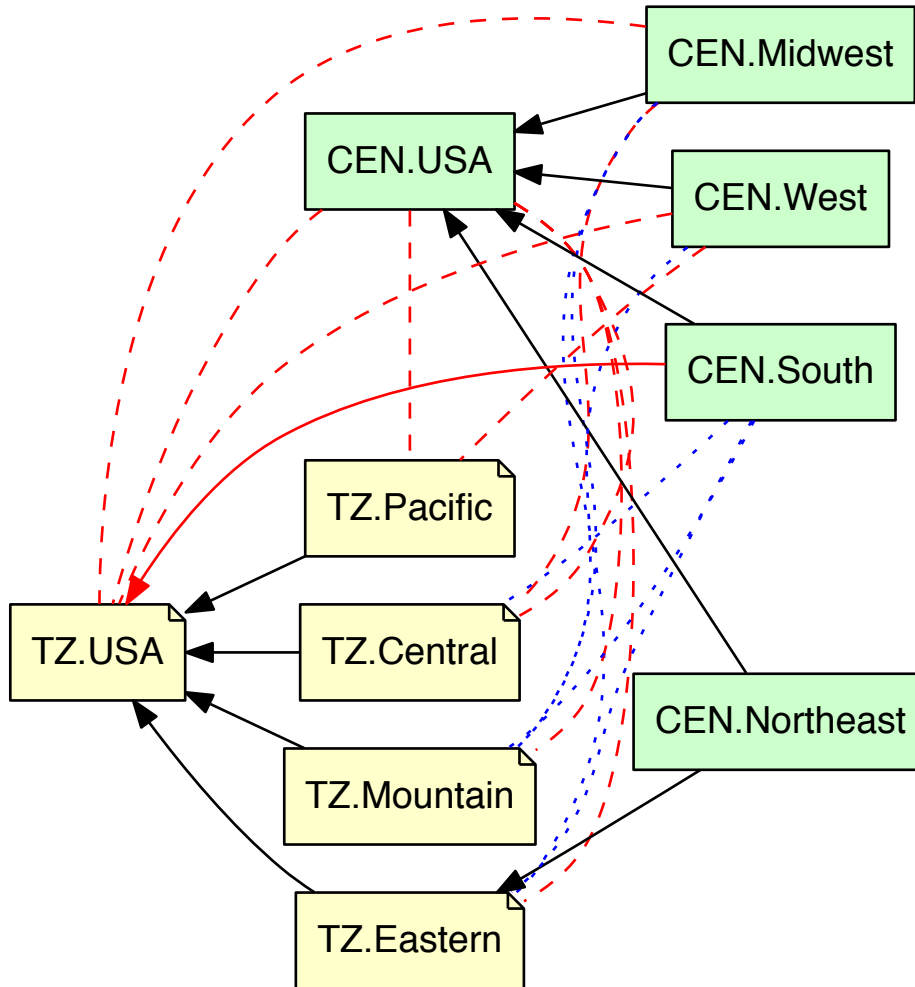 CEN.Midwest
CEN.USA
CEN.West
CEN.South
TZ.Pacific
TZ.USA
TZ.Central
CEN.Northeast
TZ.Mountain
TZ.Eastern